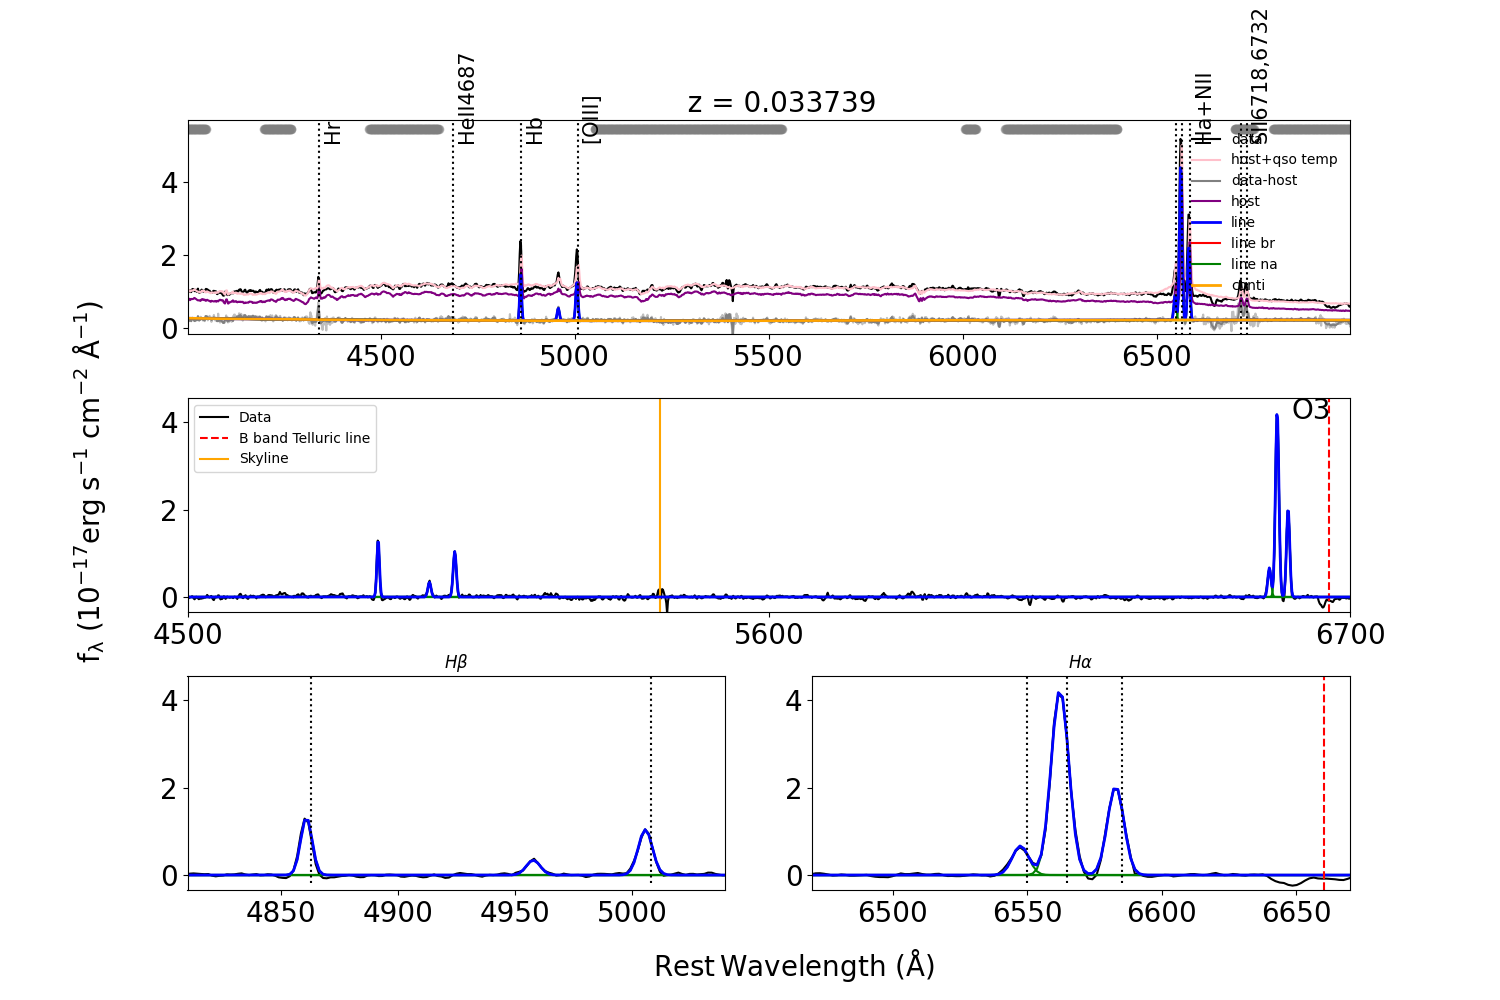 z = 0.033739
Hr
HeII4687
Hb
[OIII]
Ha+NII
SII6718,6732
data
host+qso temp
data-host
host
line
line br
line na
conti
4
2
0
4500
5000
5500
6000
6500
fλ (10⁻¹⁷erg s⁻¹ cm⁻² Å⁻¹)
Data
B band Telluric line
Skyline
O3
4
2
0
4500
5600
6700
Hβ
4
2
0
4850
4900
4950
5000
Hα
4
2
0
6500
6550
6600
6650
Rest Wavelength (Å)